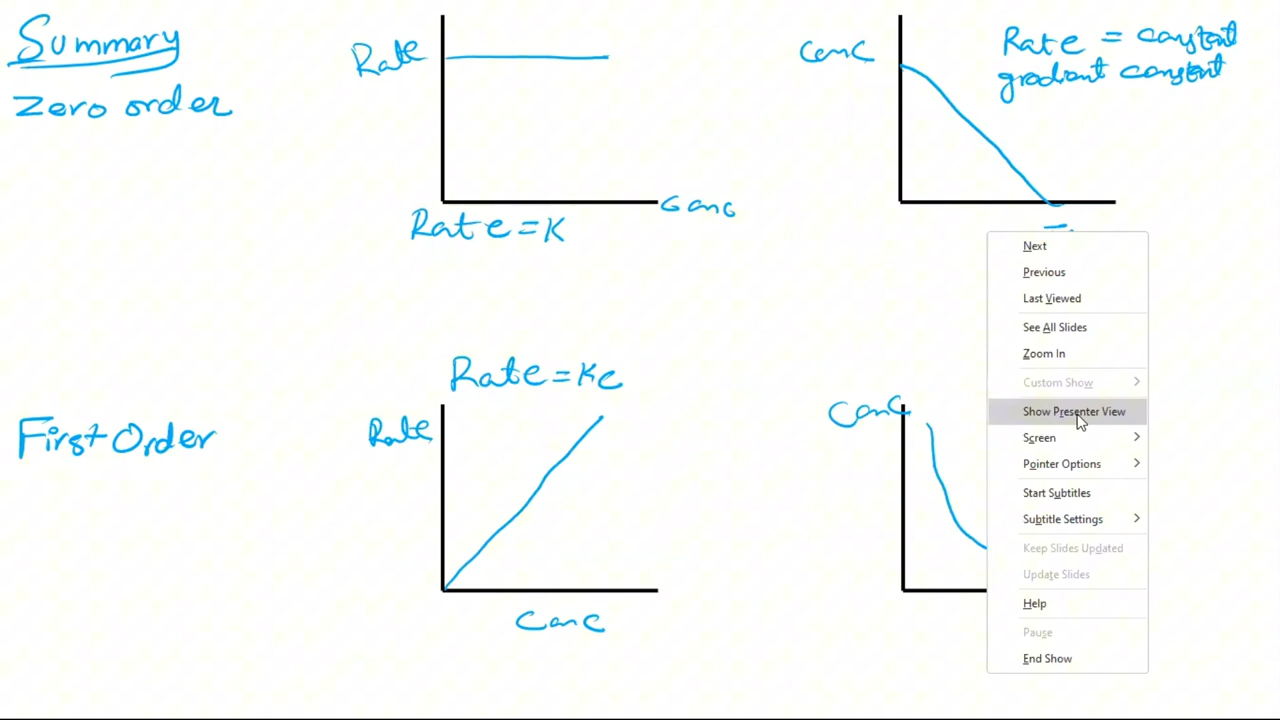 Summary
Zero order
Rate
Conc
Rate = K
Conc
Rate = constant
gradient constant
First Order
Rate = Kc
Rate
Conc
Conc
Next
Previous
Last Viewed
See All Slides
Zoom In
Custom Show
Show Presenter View
Screen
Pointer Options
Start Subtitles
Subtitle Settings
Keep Slides Updated
Update Slides
Help
Pause
End Show